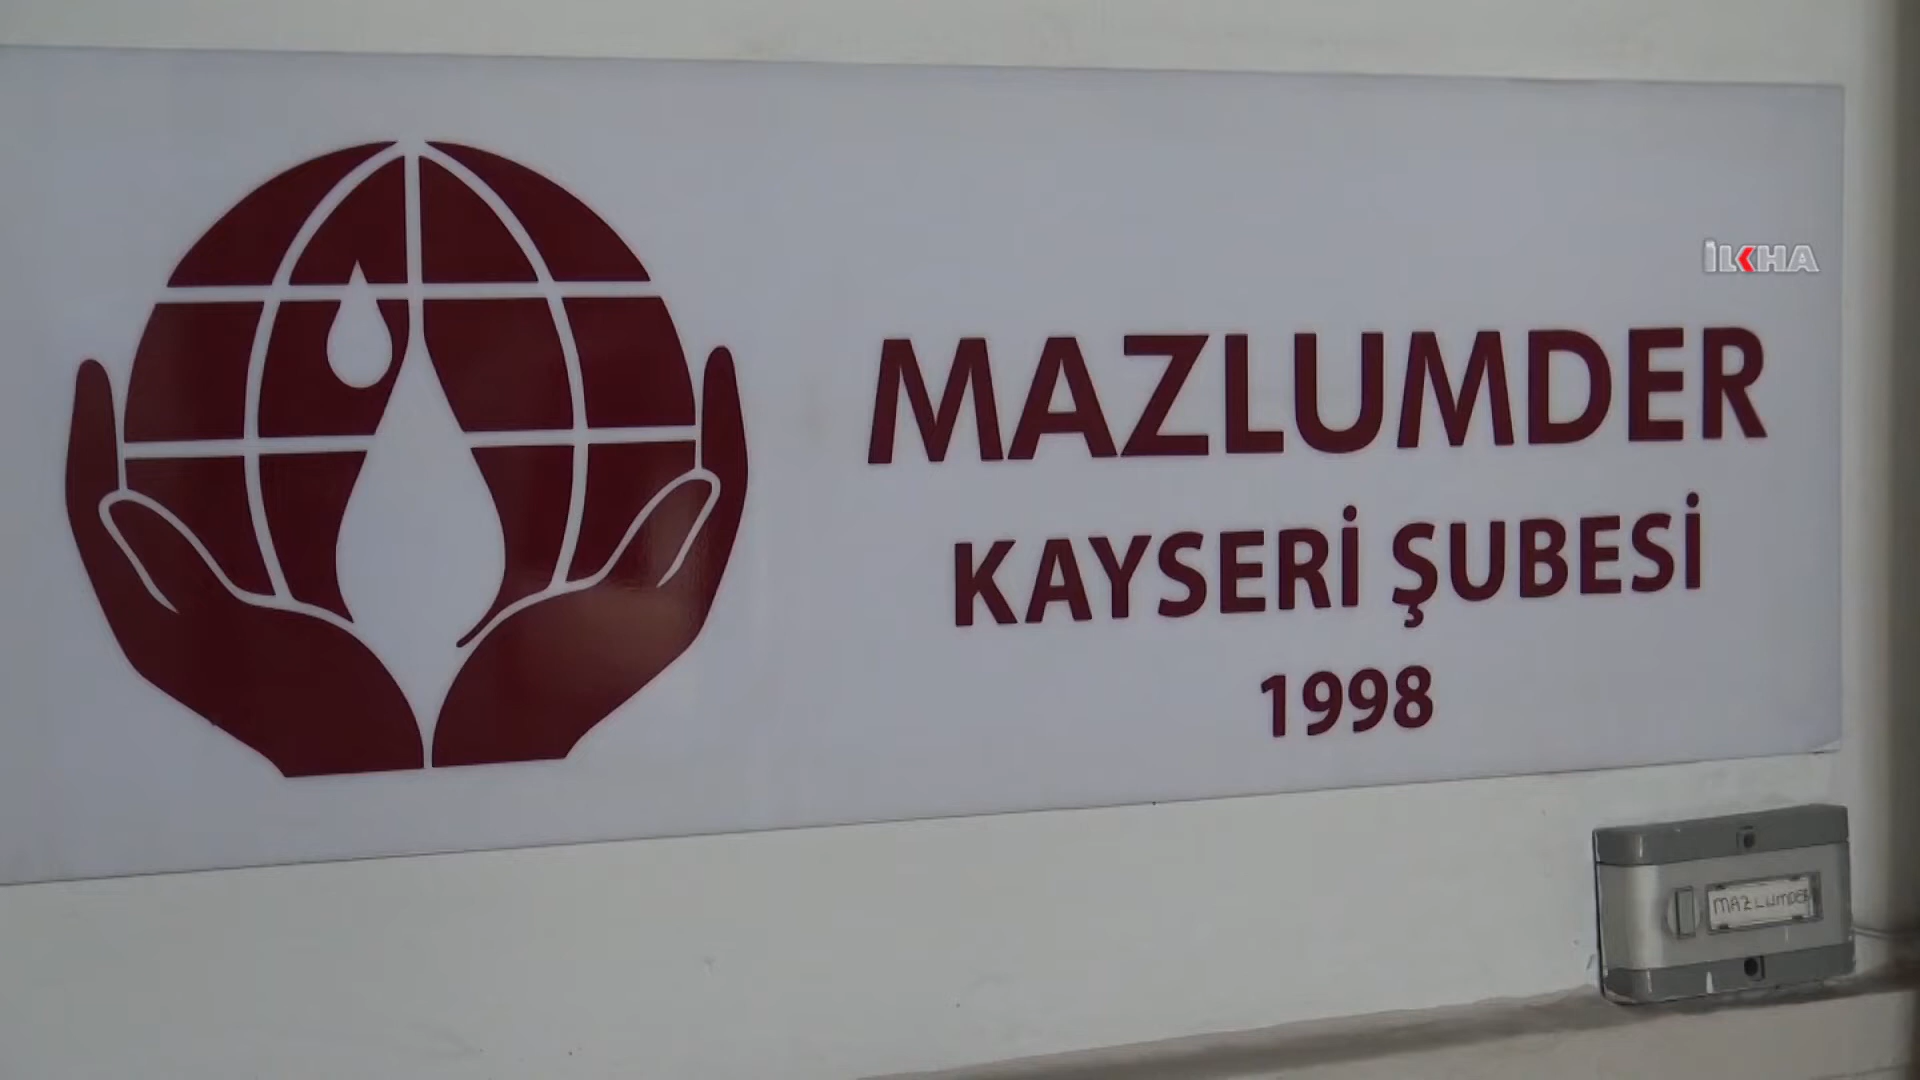 İLKHA
MAZLUMDER
KAYSERİ ŞUBESİ
1998
MAZLUMDER